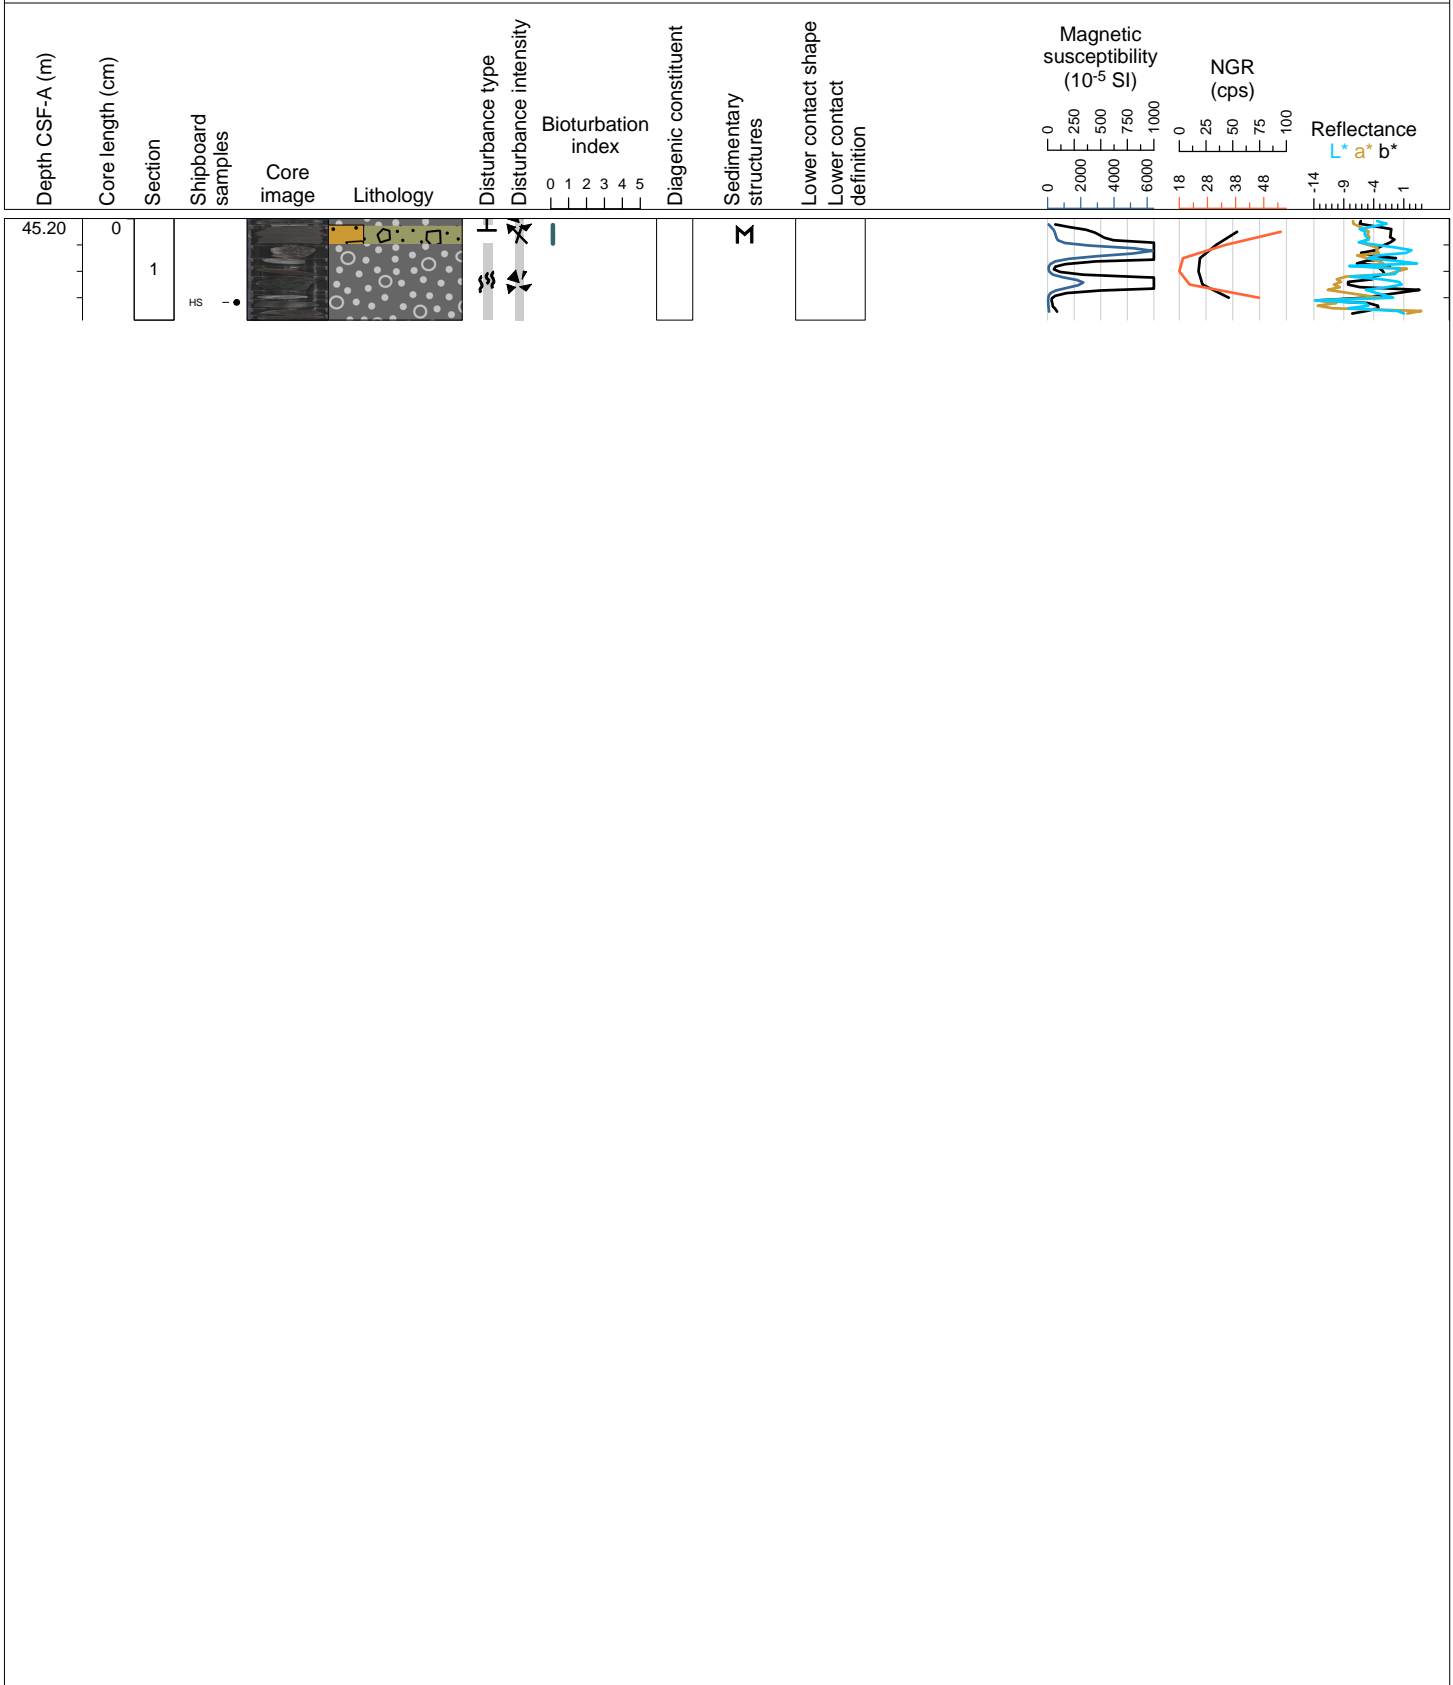 Depth CSF-A (m)
Core length (cm)
Section
Shipboard
samples
Core
image
Lithology
Disturbance type
Disturbance intensity
Bioturbation
index
0 1 2 3 4 5
Diagenic constituent
Sedimentary
structures
Lower contact shape
Lower contact
definition
Magnetic
susceptibility
(10-5 SI)
0 250 500 750 1000
0 2000 4000 6000
NGR
(cps)
0 25 50 75 100
18 28 38 48
Reflectance
L* a* b*
-14 -9 -4 1
45.20
0
1
HS
M